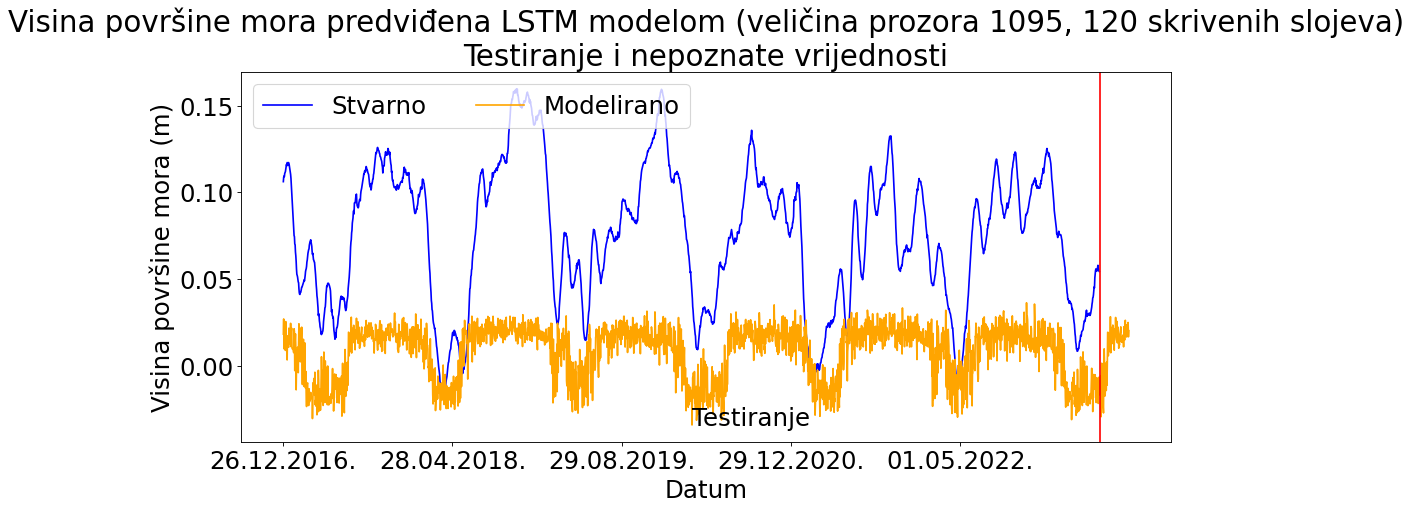 Visina površine mora predviđena LSTM modelom (veličina prozora 1095, 120 skrivenih slojeva)
Testiranje i nepoznate vrijednosti
Stvarno Modelirano
Visina površine mora (m)
0.15
0.10
0.05
0.00
Testiranje
26.12.2016. 28.04.2018. 29.08.2019. 29.12.2020. 01.05.2022.
Datum